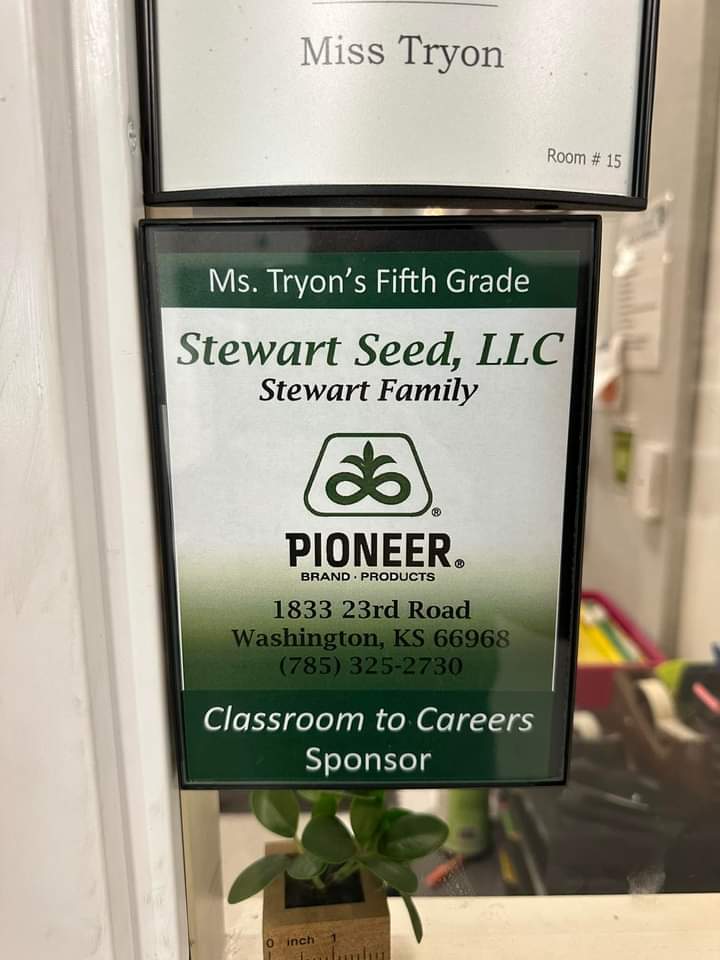 Miss Tryon
Room # 15
Ms. Tryon's Fifth Grade
Stewart Seed, LLC
Stewart Family
®
PIONEER®
BRAND · PRODUCTS
1833 23rd Road
Washington, KS 66968
(785) 325-2730
Classroom to Careers
Sponsor
0 inch 1